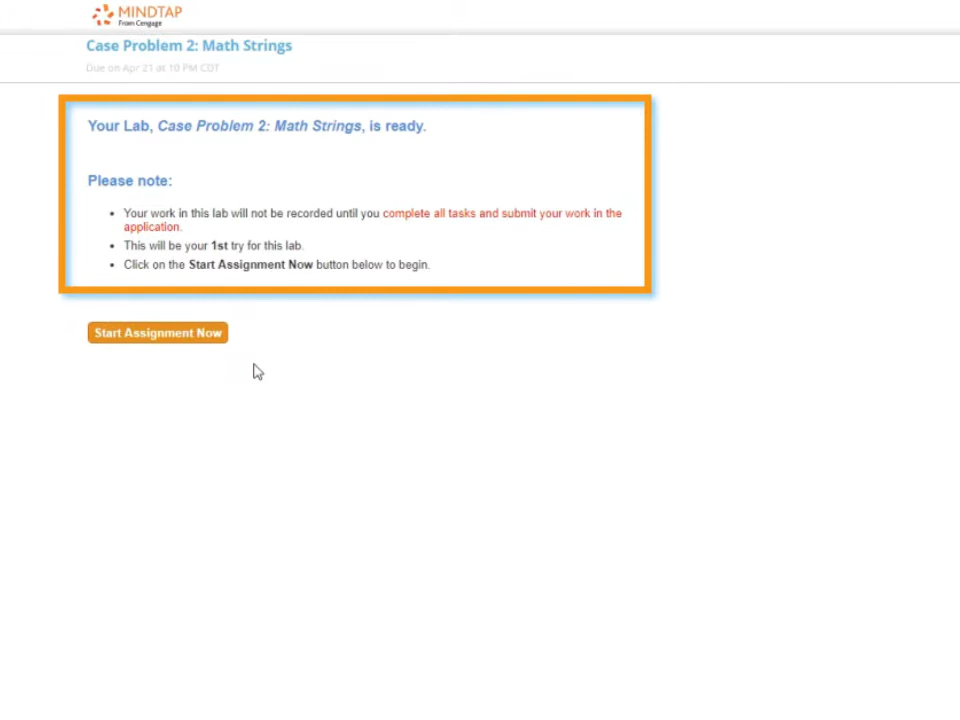 MINDTAP
From Cengage
Case Problem 2: Math Strings
Due on Apr 21 at 10 PM CDT
Your Lab, Case Problem 2: Math Strings, is ready.
Please note:
• Your work in this lab will not be recorded until you complete all tasks and submit your work in the
application.
• This will be your 1st try for this lab.
• Click on the Start Assignment Now button below to begin.
Start Assignment Now